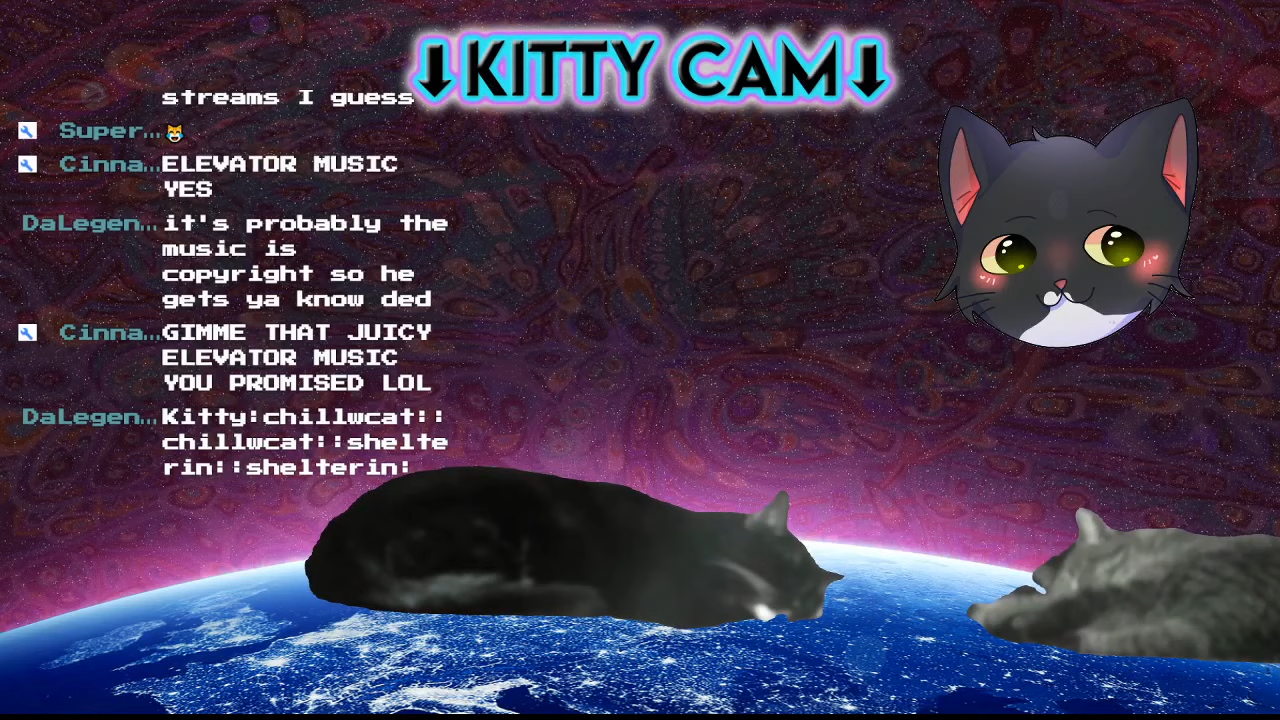 ⬇KITTY CAM⬇
streams I guess
Super...😹
Cinna...ELEVATOR MUSIC
YES
DaLegen...it's probably the
music is
copyright so he
gets ya know ded
Cinna...GIMME THAT JUICY
ELEVATOR MUSIC
YOU PROMISED LOL
DaLegen...Kitty:chillwcat::
chillwcat::shelte
rin::shelterin: